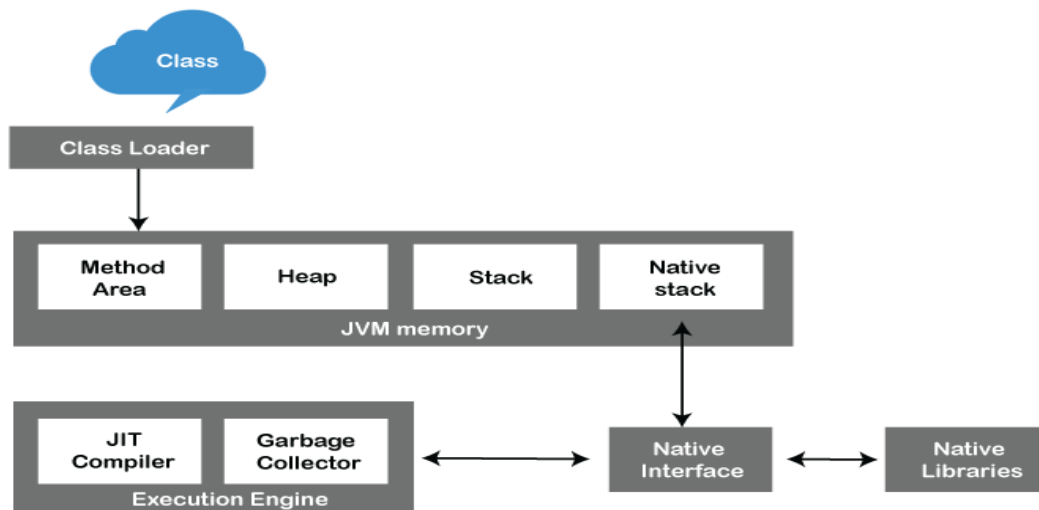 Class
Class Loader
Method
Area
Heap
Stack
Native
stack
JVM memory
JIT
Compiler
Garbage
Collector
Execution Engine
Native
Interface
Native
Libraries